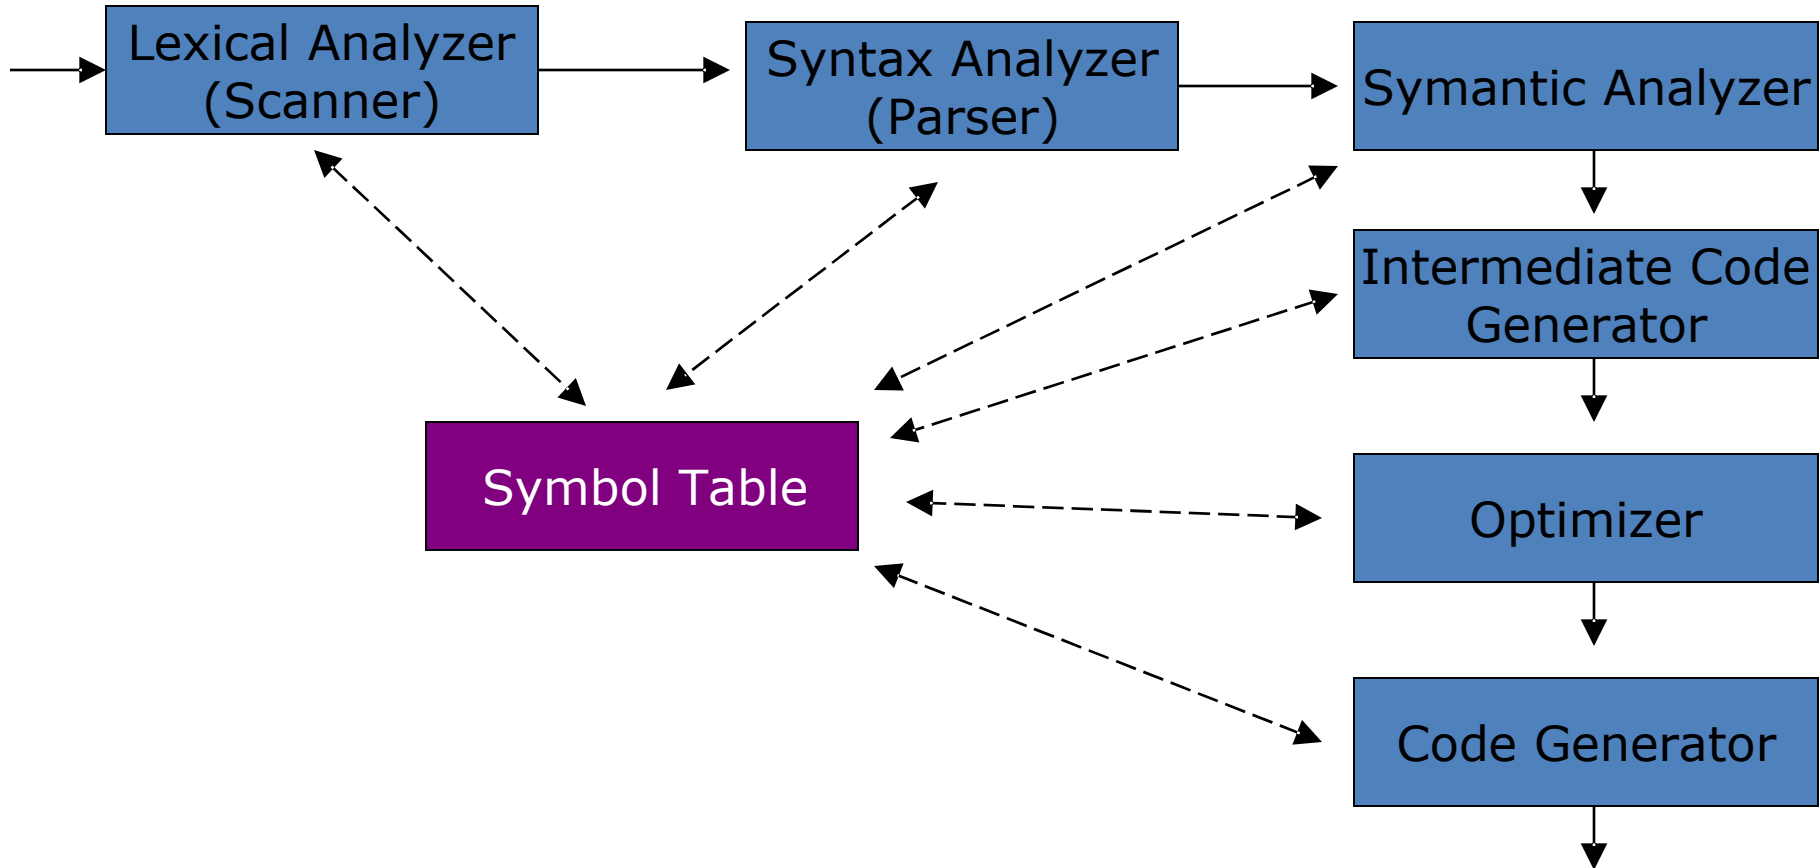 Lexical Analyzer
(Scanner)
Syntax Analyzer
(Parser)
Symantic Analyzer
Intermediate Code
Generator
Symbol Table
Optimizer
Code Generator